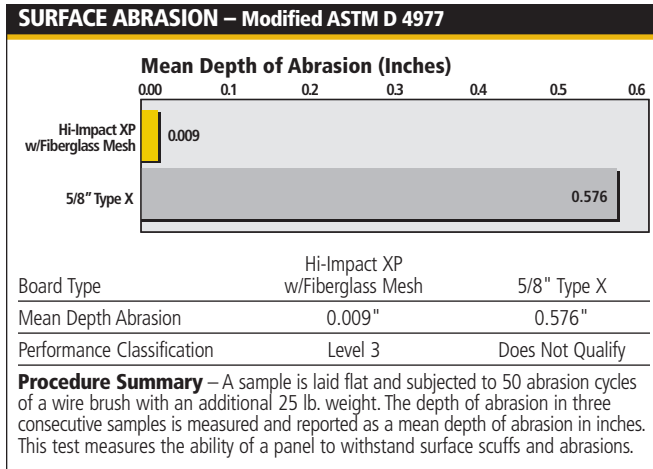 SURFACE ABRASION – Modified ASTM D 4977
Mean Depth of Abrasion (Inches)
0.00 0.1 0.2 0.3 0.4 0.5 0.6
Hi-Impact XP
w/Fiberglass Mesh
0.009
5/8" Type X
0.576
Hi-Impact XP
Board Type w/Fiberglass Mesh 5/8" Type X
Mean Depth Abrasion 0.009" 0.576"
Performance Classification Level 3 Does Not Qualify
Procedure Summary – A sample is laid flat and subjected to 50 abrasion cycles
of a wire brush with an additional 25 lb. weight. The depth of abrasion in three
consecutive samples is measured and reported as a mean depth of abrasion in inches.
This test measures the ability of a panel to withstand surface scuffs and abrasions.